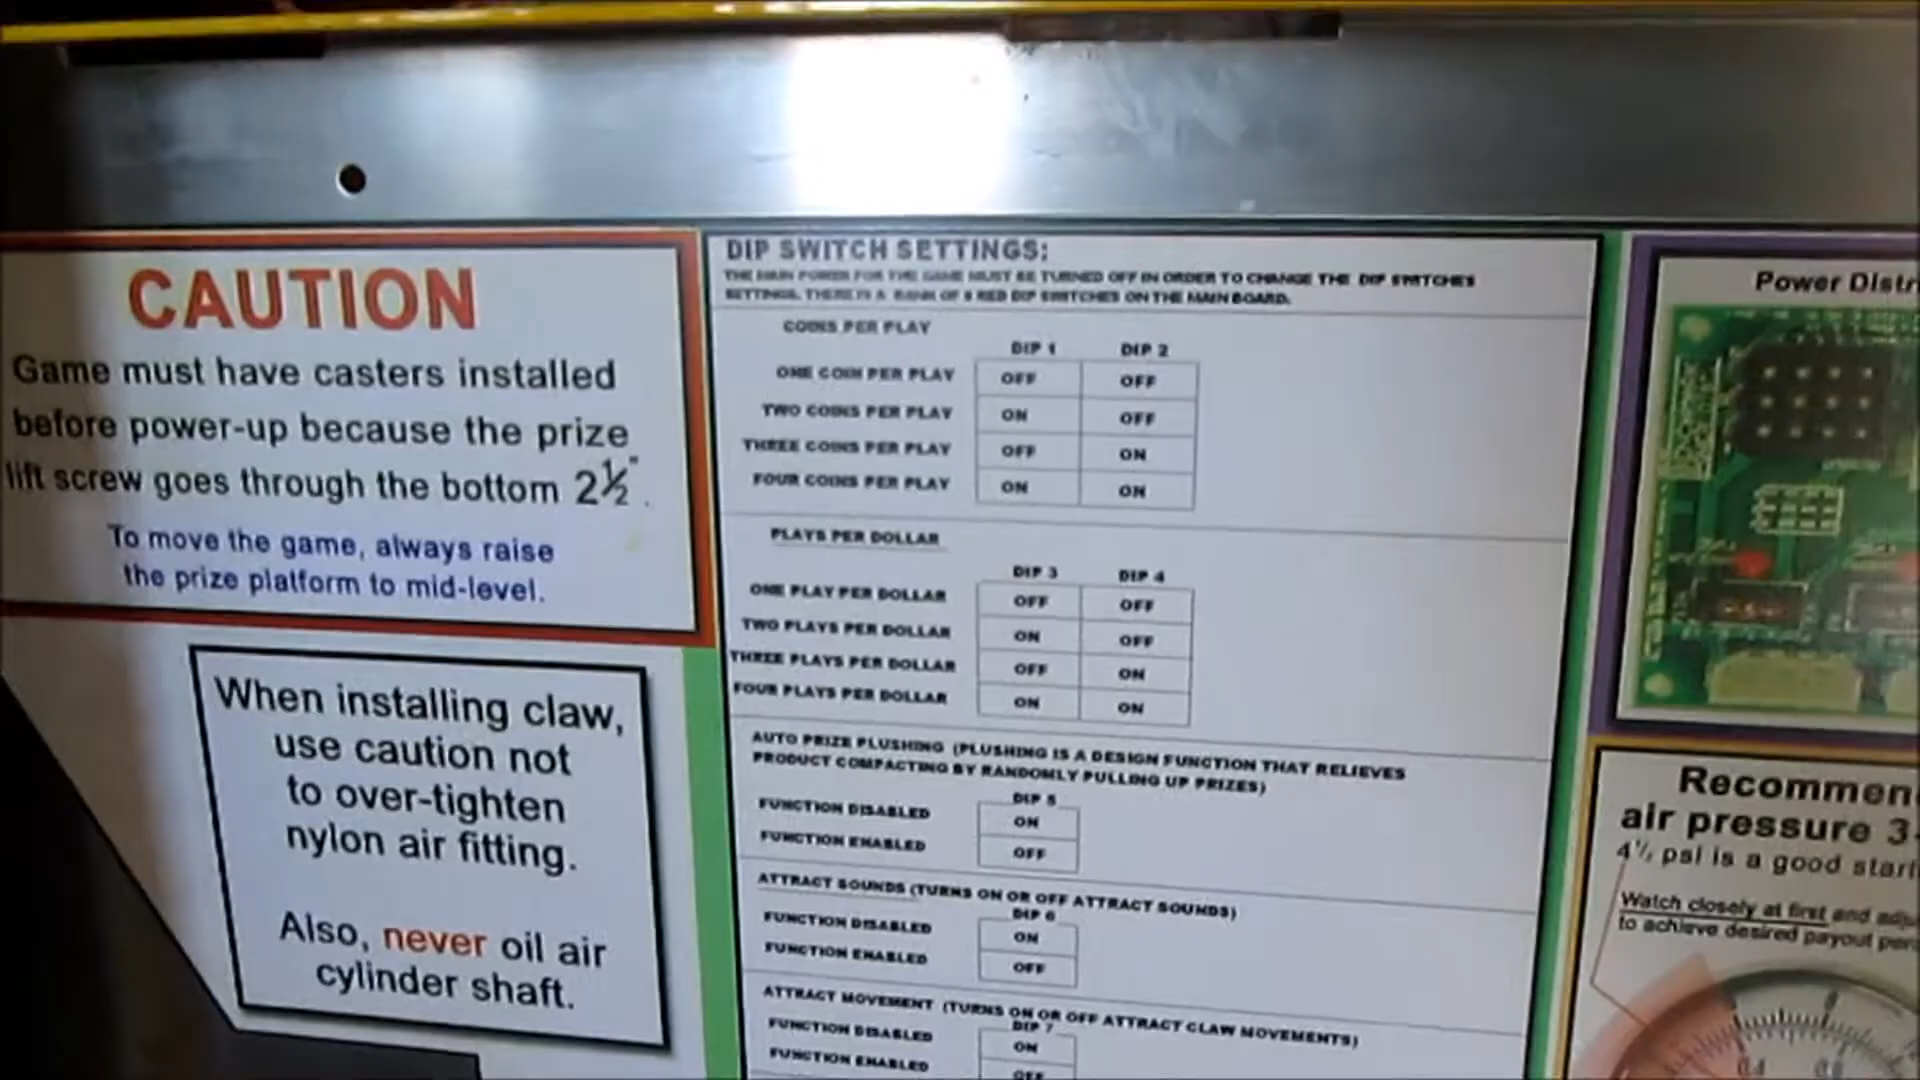 CAUTION
Game must have casters installed
before power-up because the prize
lift screw goes through the bottom 2½".
To move the game, always raise
the prize platform to mid-level.
When installing claw,
use caution not
to over-tighten
nylon air fitting.
Also, never oil air
cylinder shaft.
DIP SWITCH SETTINGS:
THE MAIN POWER FOR THE GAME MUST BE TURNED OFF IN ORDER TO CHANGE THE DIP SWITCHES
SETTINGS. THERE IS A BANK OF 8 RED DIP SWITCHES ON THE MAIN BOARD.
COINS PER PLAY
DIP 1 DIP 2
ONE COIN PER PLAY OFF OFF
TWO COINS PER PLAY ON OFF
THREE COINS PER PLAY OFF ON
FOUR COINS PER PLAY ON ON
PLAYS PER DOLLAR
DIP 3 DIP 4
ONE PLAY PER DOLLAR OFF OFF
TWO PLAYS PER DOLLAR ON OFF
THREE PLAYS PER DOLLAR OFF ON
FOUR PLAYS PER DOLLAR ON ON
AUTO PRIZE PLUSHING (PLUSHING IS A DESIGN FUNCTION THAT RELIEVES
PRODUCT COMPACTING BY RANDOMLY PULLING UP PRIZES)
DIP 5
FUNCTION DISABLED ON
FUNCTION ENABLED OFF
ATTRACT SOUNDS (TURNS ON OR OFF ATTRACT SOUNDS)
DIP 6
FUNCTION DISABLED ON
FUNCTION ENABLED OFF
ATTRACT MOVEMENT (TURNS ON OR OFF ATTRACT CLAW MOVEMENTS)
DIP 7
FUNCTION DISABLED ON
FUNCTION ENABLED OFF
Power Distr
Recommen
air pressure 3-
4½ psi is a good start
Watch closely at first and adju
to achieve desired payout per